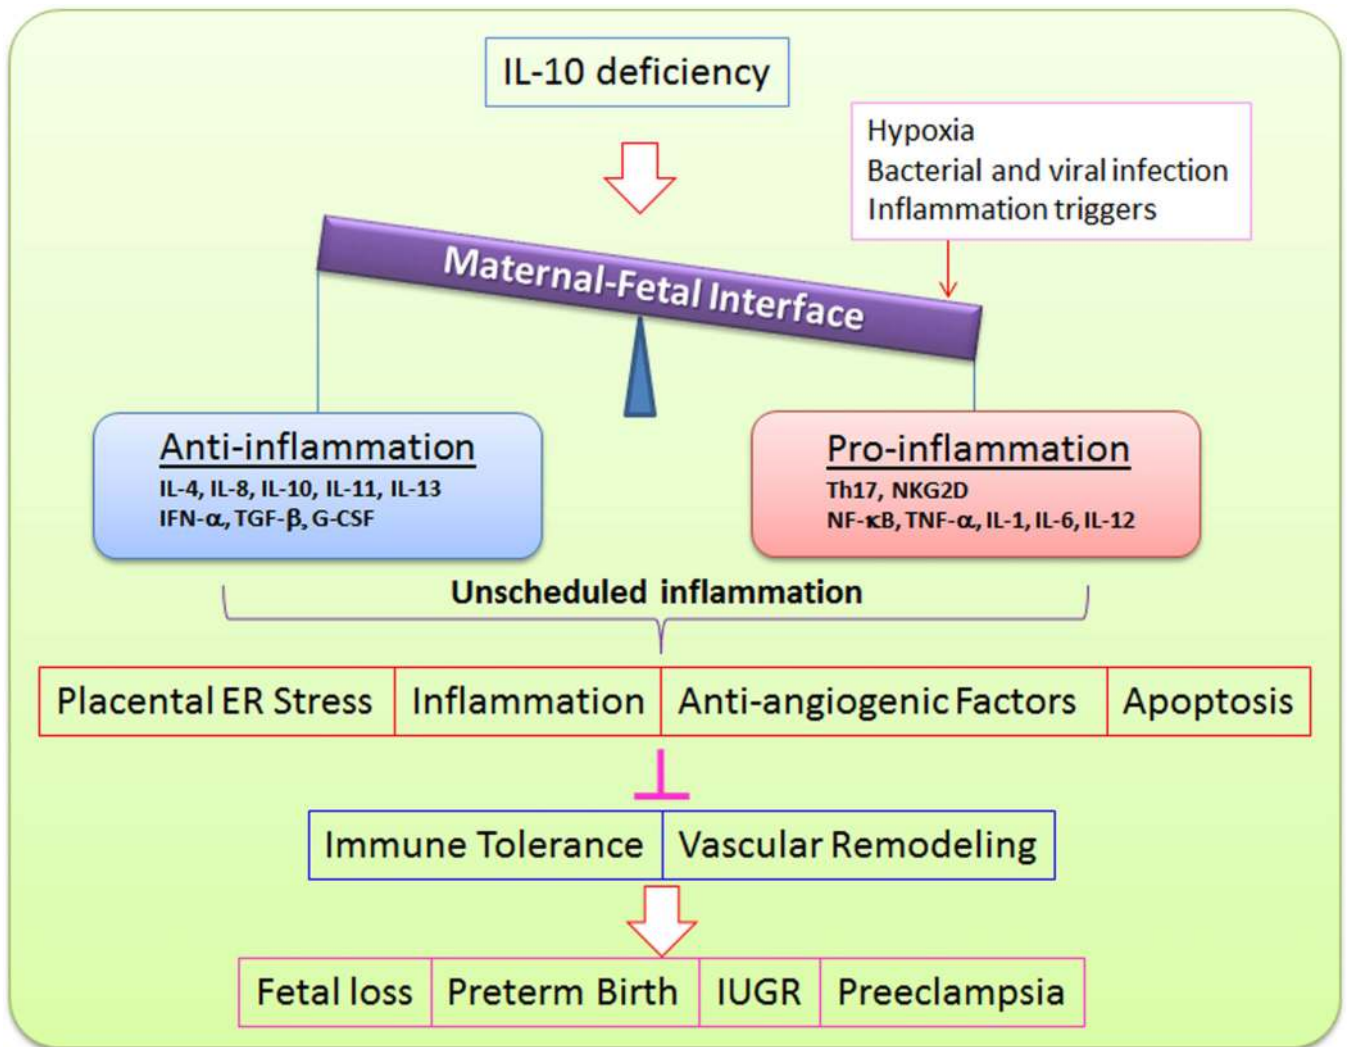 IL-10 deficiency
Hypoxia
Bacterial and viral infection
Inflammation triggers
Maternal-Fetal Interface
Anti-inflammation
IL-4, IL-8, IL-10, IL-11, IL-13
IFN-α, TGF-β, G-CSF
Pro-inflammation
Th17, NKG2D
NF-κB, TNF-α, IL-1, IL-6, IL-12
Unscheduled inflammation
Placental ER Stress Inflammation Anti-angiogenic Factors Apoptosis
Immune Tolerance Vascular Remodeling
Fetal loss Preterm Birth IUGR Preeclampsia